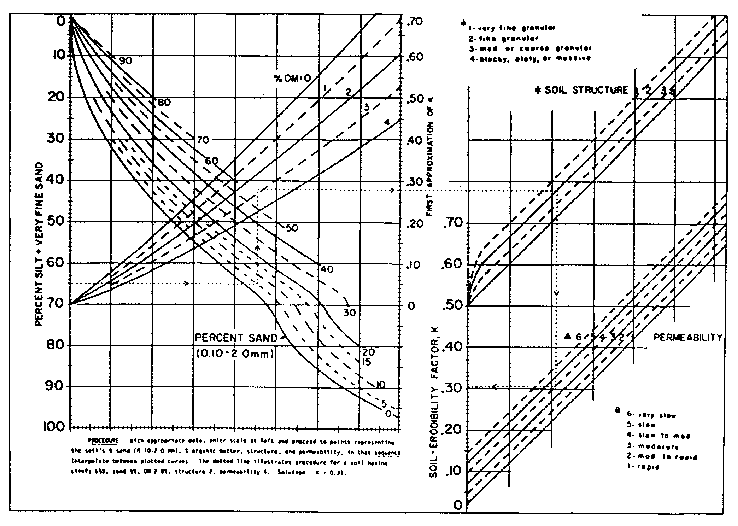 0
10
20
30
40
50
60
70
80
90
100
PERCENT SILT + VERY FINE SAND
90
80
70
60
50
40
30
20
15
10
5
0
PERCENT SAND
(0.10-2.0mm)
% OM=0
1
2
3
4
.70
.60
.50
.40
.30
.20
.10
0
FIRST APPROXIMATION OF K
* 1-very fine granular
2-fine granular
3-med or coarse granular
4-blocky, platy, or massive
* SOIL STRUCTURE 1 2 3 4
.70
.60
.50
.40
.30
.20
.10
0
SOIL-ERODIBILITY FACTOR, K
6 5 4 3 2 1
PERMEABILITY
6- very slow
5- slow
4- slow to mod
3- moderate
2- mod to rapid
1- rapid
PROCEDURE With appropriate data, enter scale at left and proceed to points representing
the soil's % sand (0.10-2.0 mm), % organic matter, structure, and permeability, in that sequence
Interpolate between plotted curves. The dotted line illustrates procedure for a soil having
si+vfs 65%, sand 5%, OM 2.8%, structure 2, permeability 4. Solution: K = 0.31.